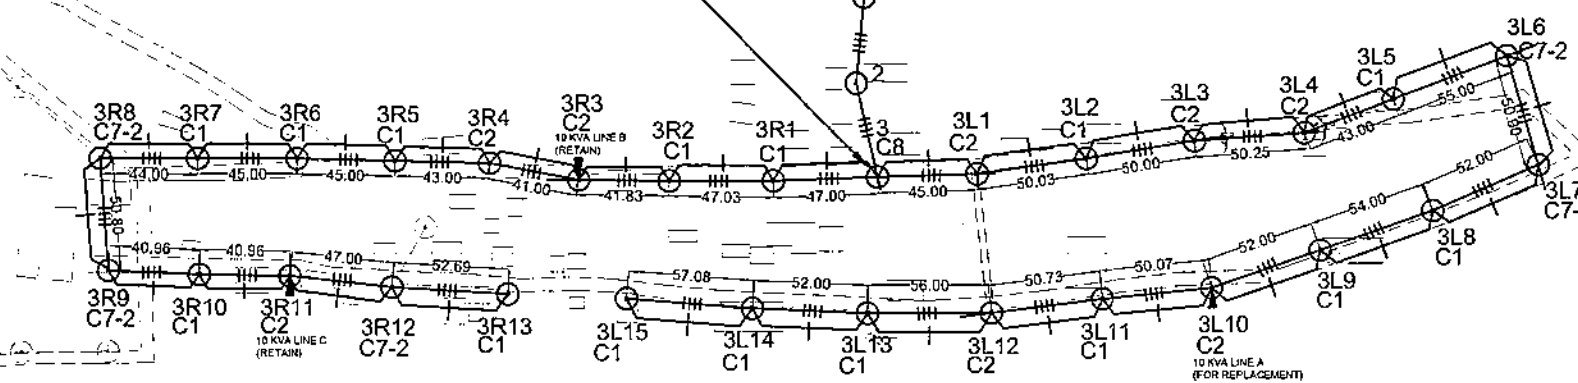 3R8
C7-2
3R7
C1
3R6
C1
3R5
C1
3R4
C2
3R3
C2
10 KVA LINE B
(RETAIN)
3R2
C1
3R1
C1
2
3
C8
3L1
C2
3L2
C1
3L3
C2
3L4
C2
3L5
C1
3L6
C7-2
44.00
45.00
45.00
43.00
41.00
41.83
47.03
47.00
45.00
50.03
50.00
50.25
43.00
55.00
50.80
40.96
40.96
47.00
52.69
57.08
52.00
56.00
50.73
50.07
52.00
54.00
52.00
3R9
C7-2
3R10
C1
3R11
C2
10 KVA LINE C
(RETAIN)
3R12
C7-2
3R13
C1
3L15
C1
3L14
C1
3L13
C1
3L12
C2
3L11
C1
3L10
C2
10 KVA LINE A
(FOR REPLACEMENT)
3L9
C1
3L8
C1
3L7
C7-